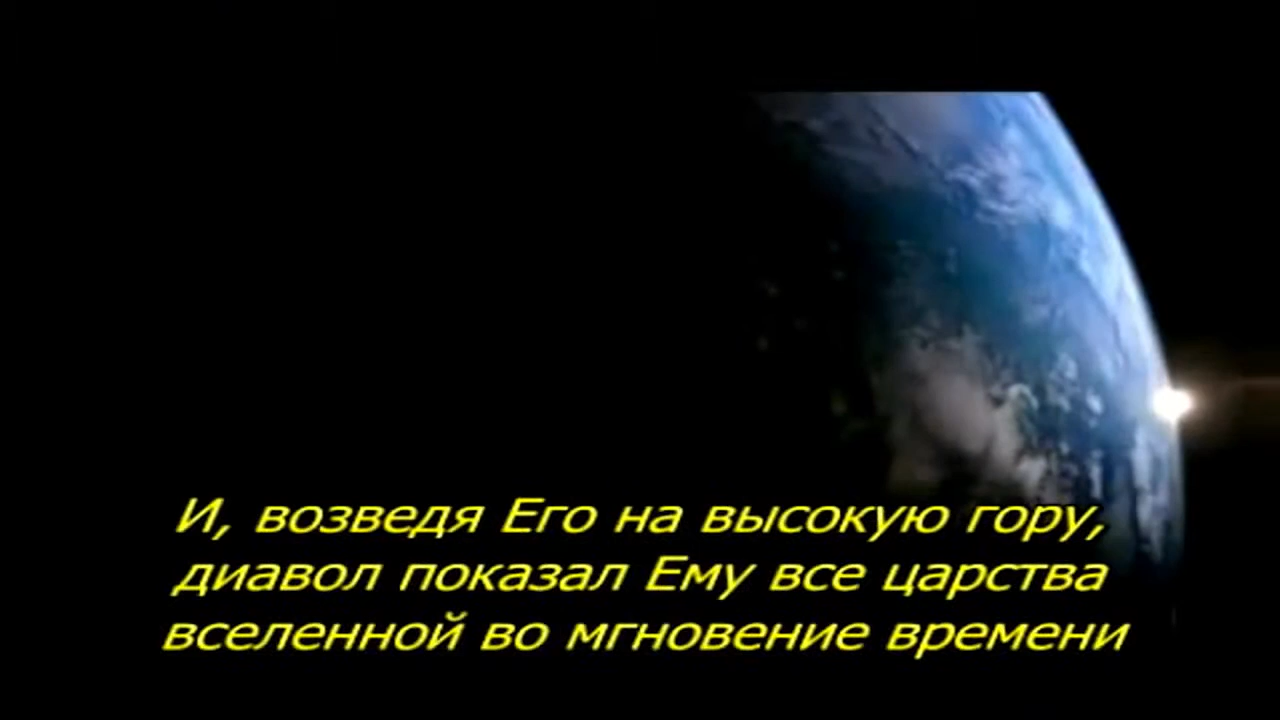 И, возведя Его на высокую гору,
диавол показал Ему все царства
вселенной во мгновение времени